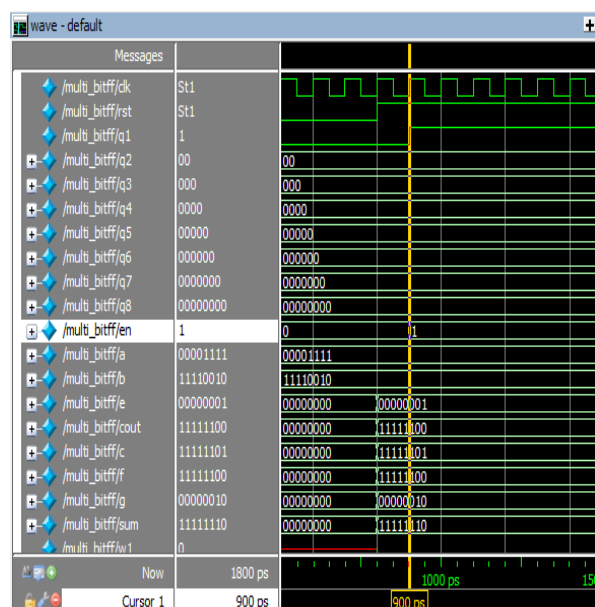 wave - default
Messages
/multi_bitff/clk St1
/multi_bitff/rst St1
/multi_bitff/q1 1
/multi_bitff/q2 00 00
/multi_bitff/q3 000 000
/multi_bitff/q4 0000 0000
/multi_bitff/q5 00000 00000
/multi_bitff/q6 000000 000000
/multi_bitff/q7 0000000 0000000
/multi_bitff/q8 00000000 00000000
/multi_bitff/en 1 0 1
/multi_bitff/a 00001111 00001111
/multi_bitff/b 11110010 11110010
/multi_bitff/e 00000001 00000000 00000001
/multi_bitff/cout 11111100 00000000 11111100
/multi_bitff/c 11111101 00000000 11111101
/multi_bitff/f 11111100 00000000 11111100
/multi_bitff/g 00000010 00000000 00000010
/multi_bitff/sum 11111110 00000000 11111110
/multi_bitff/w1 0
Now 1800 ps 1000 ps 150
Cursor 1 900 ps 900 ps